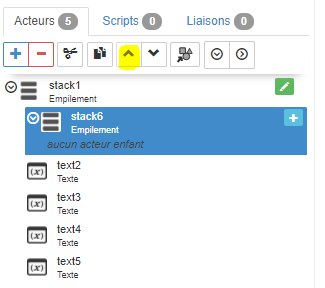 Acteurs 5 Scripts 0 Liaisons 0
stack1
Empilement
stack6
Empilement
aucun acteur enfant
text2
Texte
text3
Texte
text4
Texte
text5
Texte